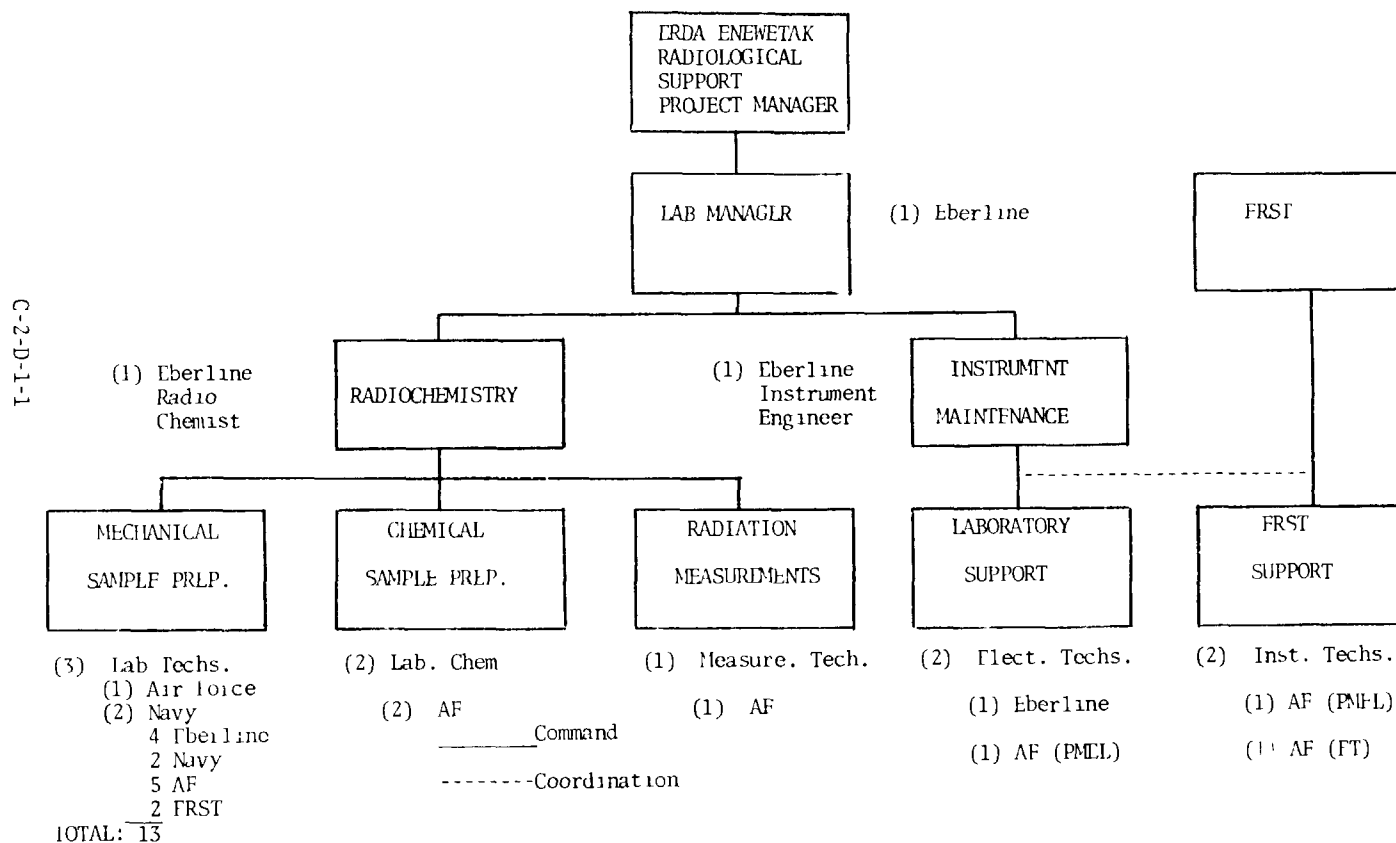 ERDA ENEWETAK
RADIOLOGICAL
SUPPORT
PROJECT MANAGER
LAB MANAGER
(1) Eberline
FRST
C-2-D-1-1
(1) Eberline
Radio
Chemist
RADIOCHEMISTRY
(1) Eberline
Instrument
Engineer
INSTRUMENT
MAINTENANCE
MECHANICAL
SAMPLE PREP.
CHEMICAL
SAMPLE PREP.
RADIATION
MEASUREMENTS
LABORATORY
SUPPORT
FRST
SUPPORT
(3) Lab Techs.
(1) Air Force
(2) Navy
4 Eberline
2 Navy
5 AF
2 FRST
TOTAL: 13
(2) Lab. Chem
(2) AF
(1) Measure. Tech.
(1) AF
Command
Coordination
(2) Elect. Techs.
(1) Eberline
(1) AF (PMEL)
(2) Inst. Techs.
(1) AF (PMEL)
(1) AF (FT)